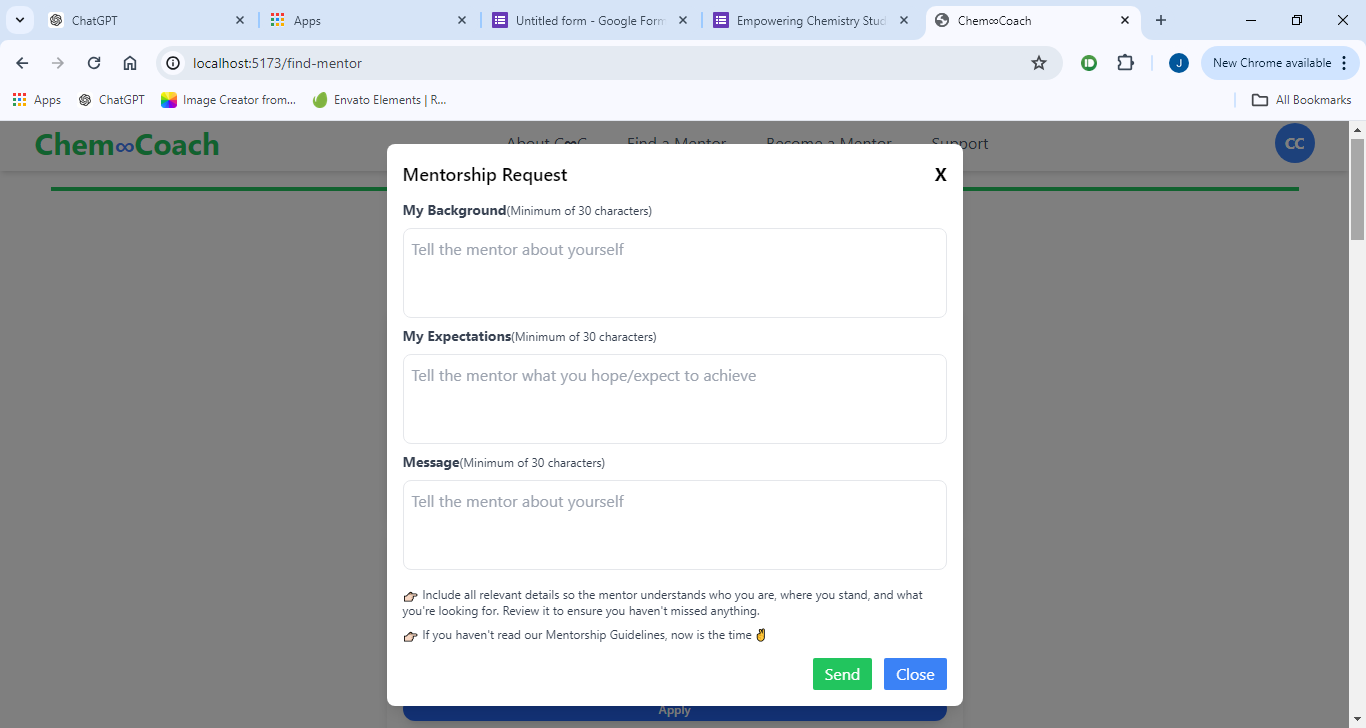 ChatGPT
Apps
Untitled form - Google Form
Empowering Chemistry Stud
Chem∞Coach
localhost:5173/find-mentor
J
New Chrome available
Apps
ChatGPT
Image Creator from...
Envato Elements | R...
All Bookmarks
Chem∞Coach
About C∞C
Find a Mentor
Become a Mentor
Support
CC
Mentorship Request
X
My Background(Minimum of 30 characters)
Tell the mentor about yourself
My Expectations(Minimum of 30 characters)
Tell the mentor what you hope/expect to achieve
Message(Minimum of 30 characters)
Tell the mentor about yourself
👉 Include all relevant details so the mentor understands who you are, where you stand, and what
you're looking for. Review it to ensure you haven't missed anything.
👉 If you haven't read our Mentorship Guidelines, now is the time ✌
Send
Close
Apply